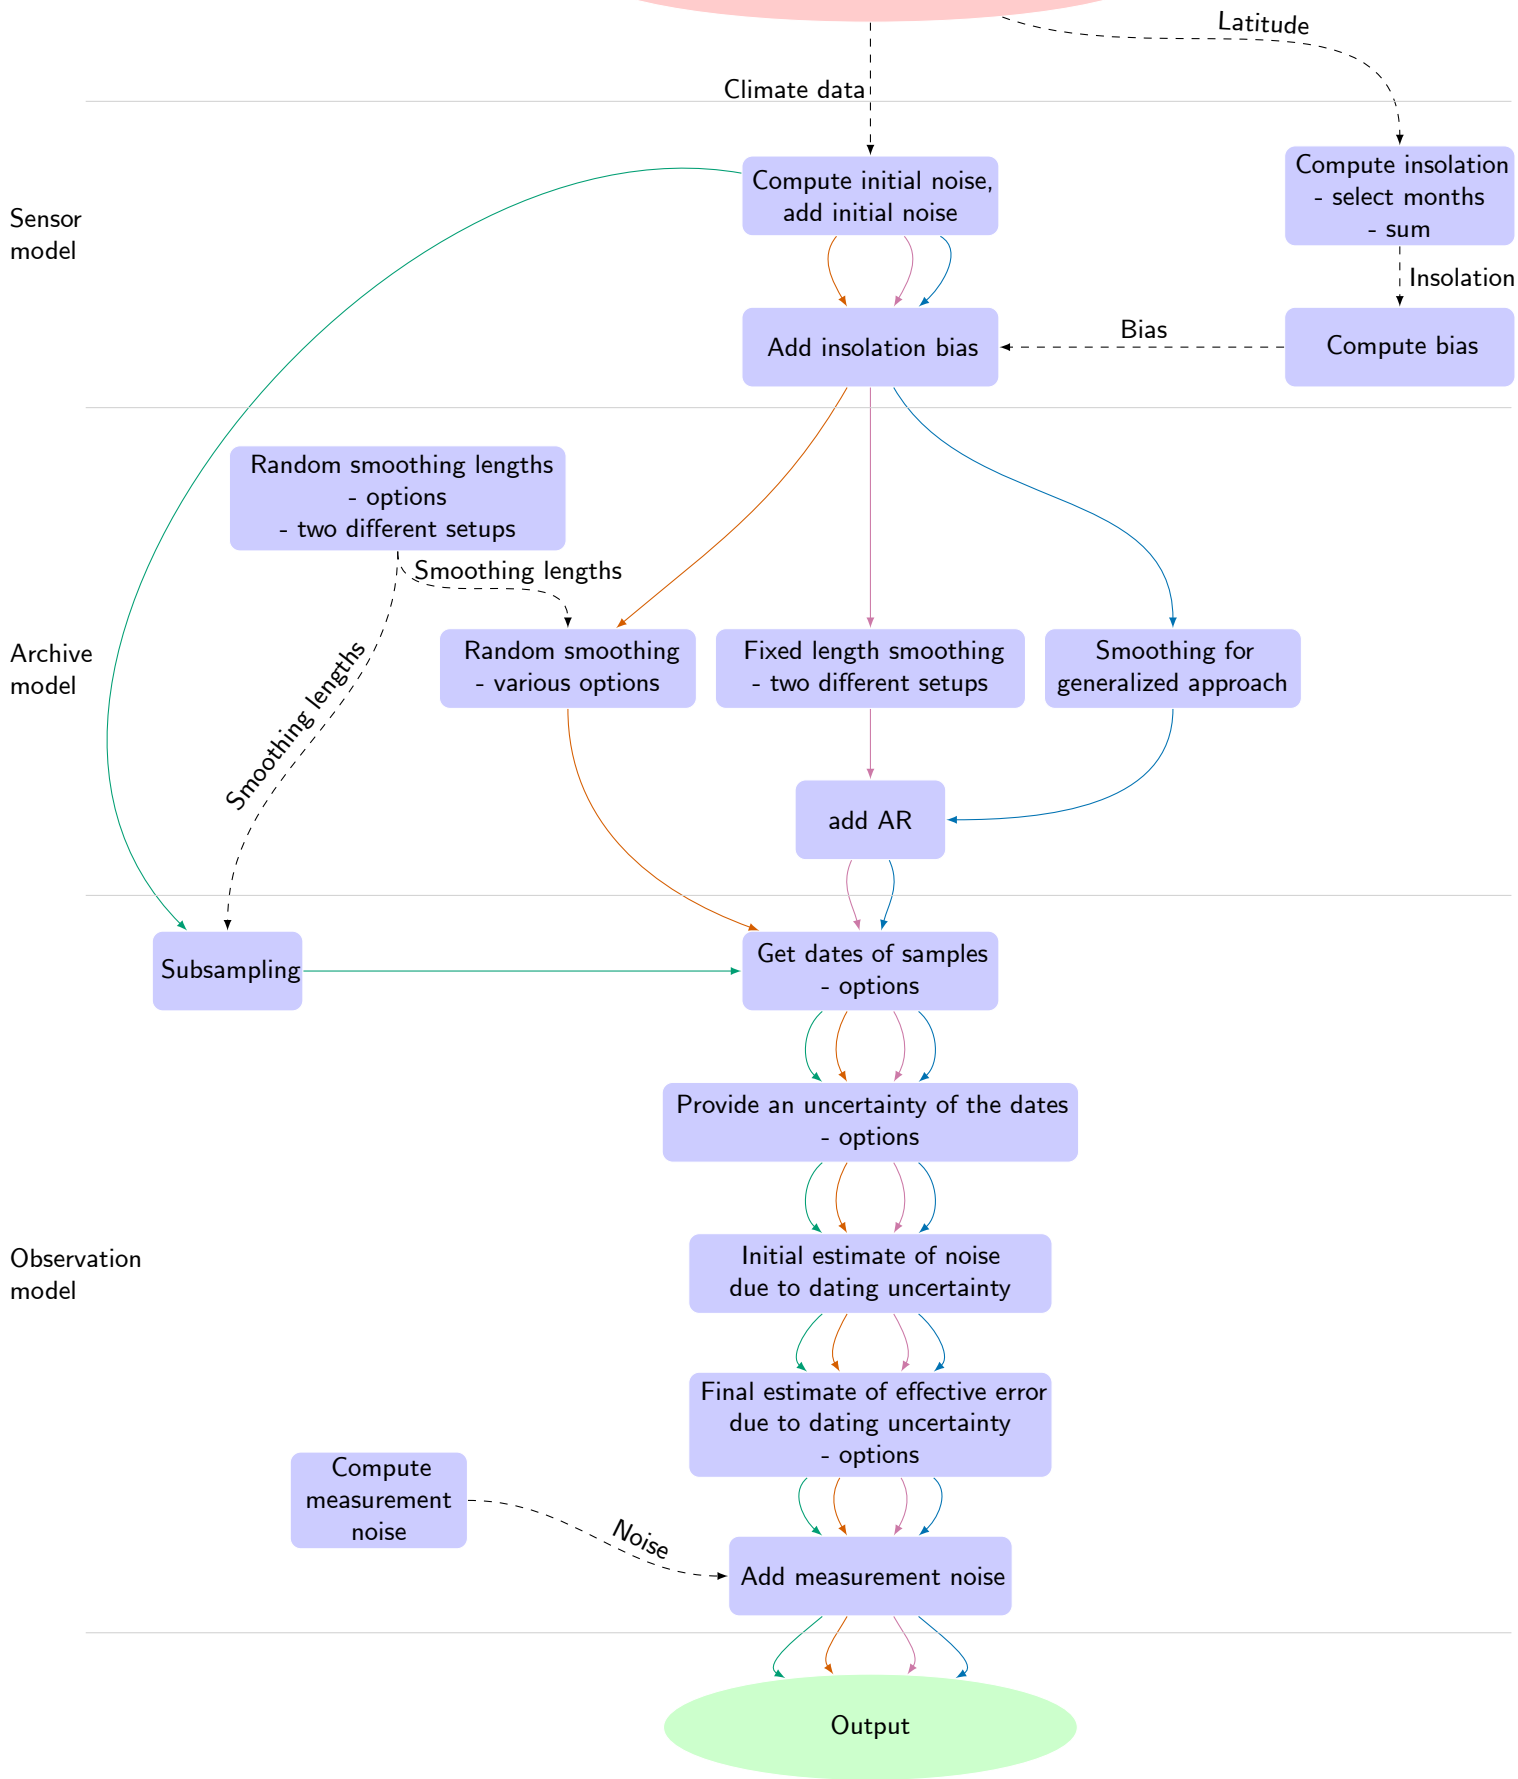 Latitude
Climate data
Sensor
model
Compute initial noise,
add initial noise
Compute insolation
- select months
- sum
Insolation
Add insolation bias
Bias
Compute bias
Random smoothing lengths
- options
- two different setups
Smoothing lengths
Smoothing lengths
Archive
model
Random smoothing
- various options
Fixed length smoothing
- two different setups
Smoothing for
generalized approach
add AR
Subsampling
Get dates of samples
- options
Provide an uncertainty of the dates
- options
Observation
model
Initial estimate of noise
due to dating uncertainty
Final estimate of effective error
due to dating uncertainty
- options
Compute
measurement
noise
Noise
Add measurement noise
Output